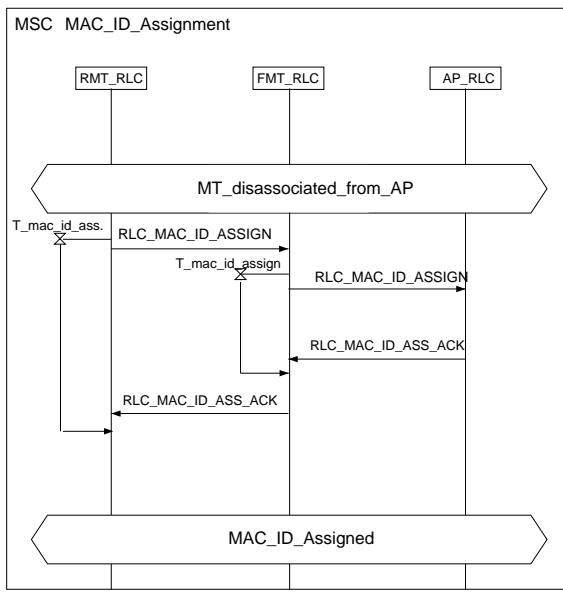 MSC MAC_ID_Assignment
RMT_RLC
FMT_RLC
AP_RLC
MT_disassociated_from_AP
T_mac_id_ass.
RLC_MAC_ID_ASSIGN
T_mac_id_assign
RLC_MAC_ID_ASSIGN
RLC_MAC_ID_ASS_ACK
RLC_MAC_ID_ASS_ACK
MAC_ID_Assigned